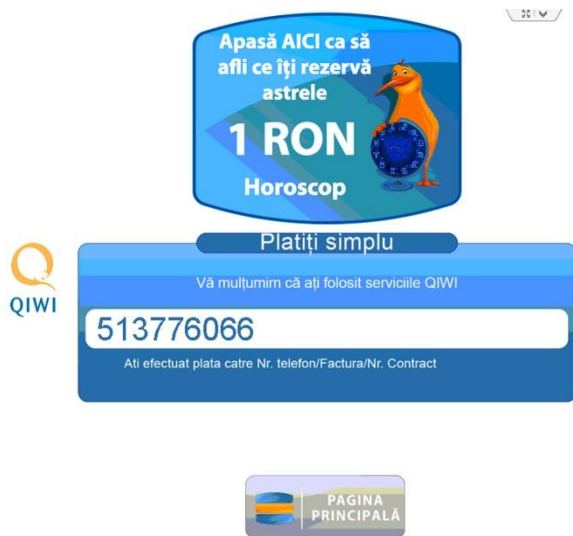 Apasă AICI ca să
afli ce îți rezervă
astrele
1 RON
Horoscop
Platiți simplu
QIWI
Vă mulțumim că ați folosit serviciile QIWI
513776066
Ati efectuat plata catre Nr. telefon/Factura/Nr. Contract
PAGINA
PRINCIPALĂ